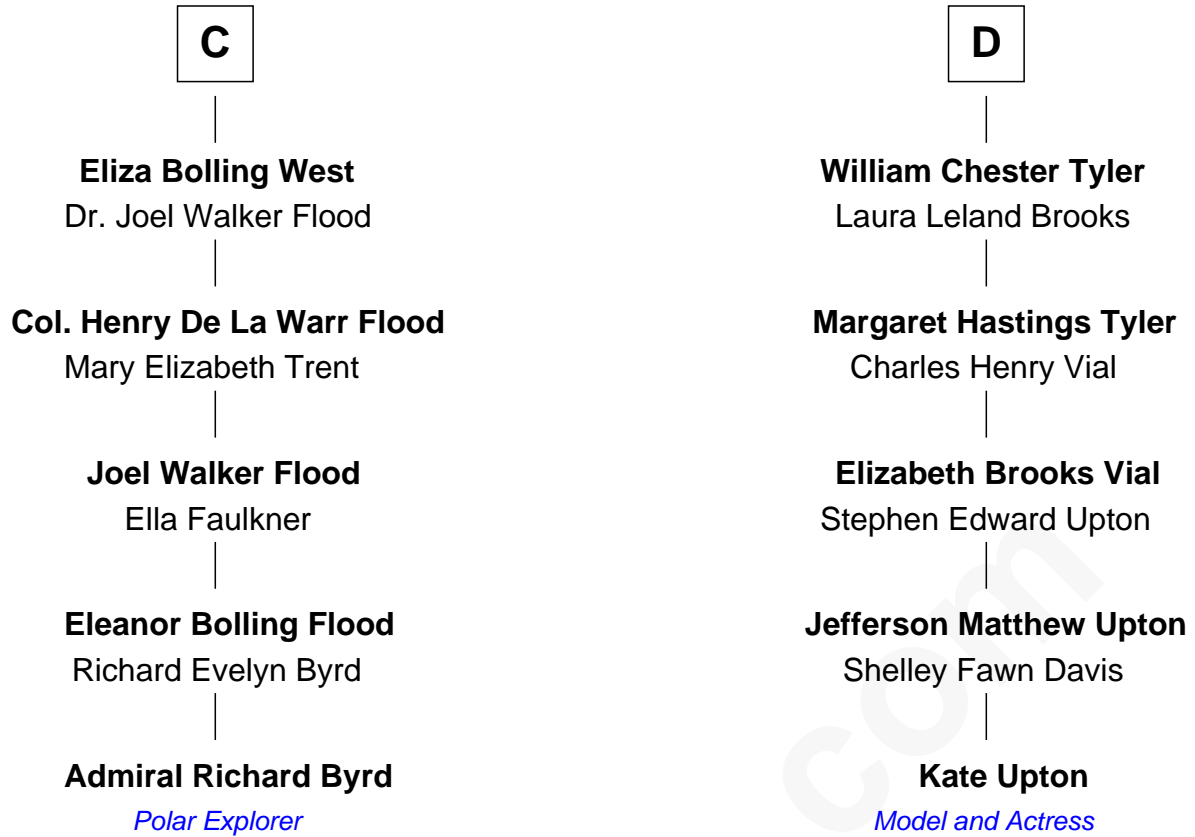 C
Eliza Bolling West
Dr. Joel Walker Flood
Col. Henry De La Warr Flood
Mary Elizabeth Trent
Joel Walker Flood
Ella Faulkner
Eleanor Bolling Flood
Richard Evelyn Byrd
Admiral Richard Byrd
Polar Explorer
D
William Chester Tyler
Laura Leland Brooks
Margaret Hastings Tyler
Charles Henry Vial
Elizabeth Brooks Vial
Stephen Edward Upton
Jefferson Matthew Upton
Shelley Fawn Davis
Kate Upton
Model and Actress
com